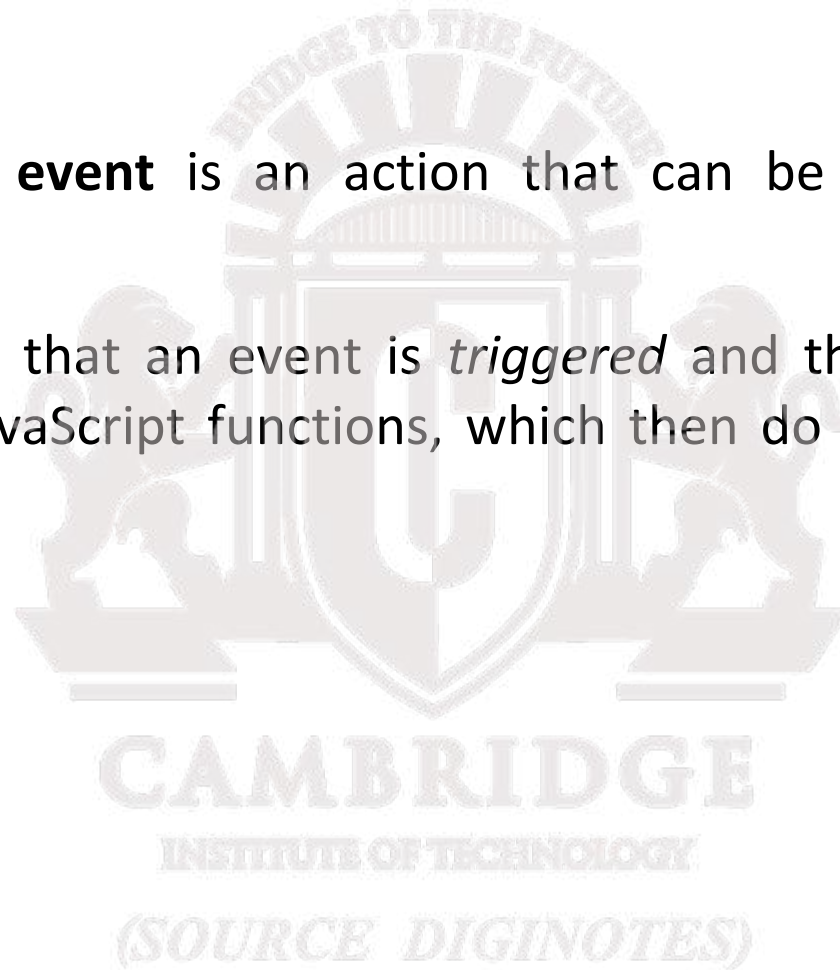 BRIDGE TO THE FUTURE
event is an action that can be
that an event is triggered and th
vaScript functions, which then do
C
CAMBRIDGE
INSTITUTE OF TECHNOLOGY
(SOURCE DIGINOTES)